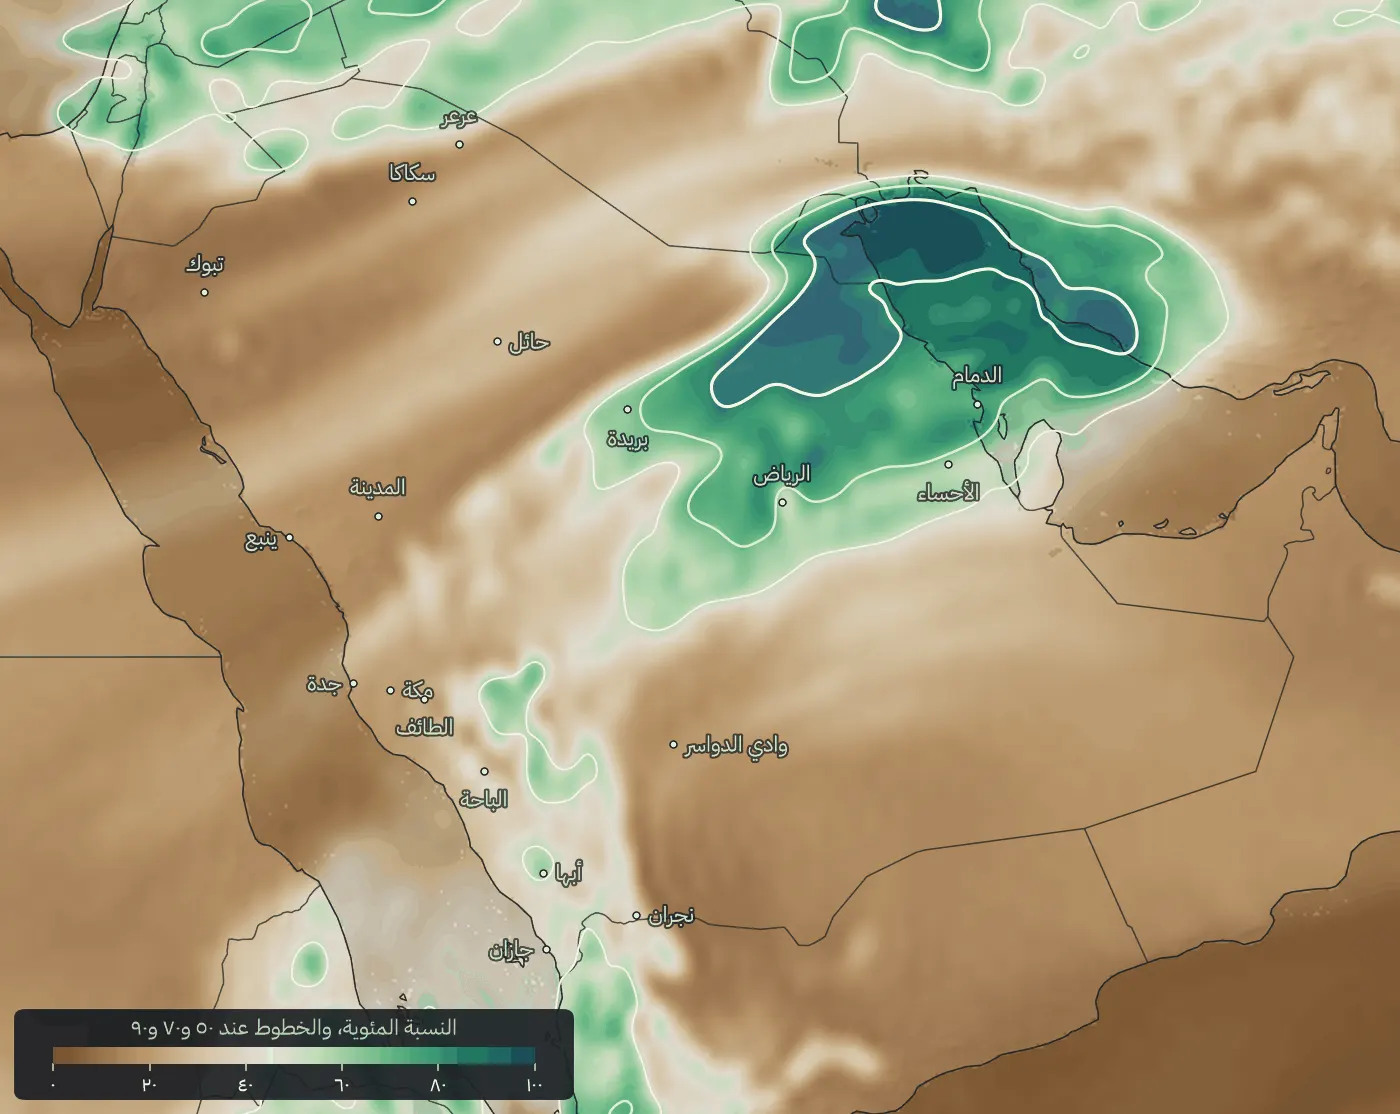 عرعر
سكاكا
تبوك
حائل
الدمام
بريدة
الرياض
الأحساء
المدينة
ينبع
جدة
مكة
الطائف
وادي الدواسر
الباحة
أبها
نجران
جازان
النسبة المئوية، والخطوط عند ٥٠ و٧٠ و٩٠
٠ ٢٠ ٤٠ ٦٠ ٨٠ ١٠٠